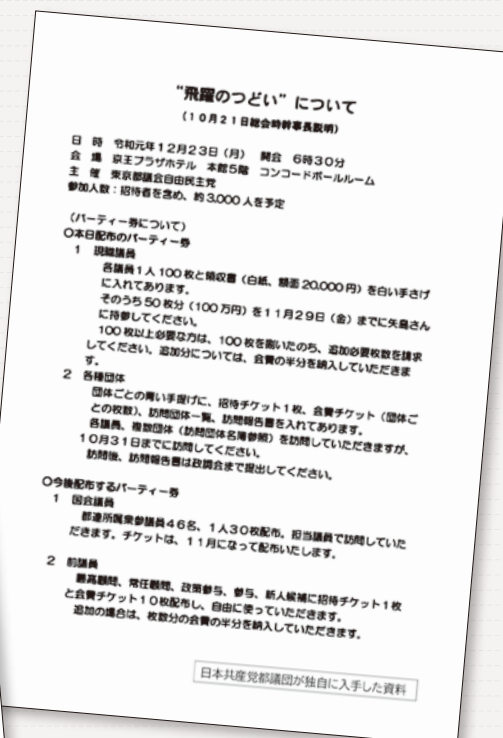 “飛躍のつどい”について
(10月21日総会時幹事長説明)
日　時　令和元年12月23日（月）　開会　6時30分
会　場　京王プラザホテル　本館5階　コンコードボールルーム
主　催　東京都議会自由民主党
参加人数：招待者を含め、約3,000人を予定
（パーティー券について）
○本日配布のパーティー券
1　現職議員
各議員1人100枚と領収書（白紙、額面20,000円）を白い手さげ
に入れてあります。
そのうち50枚分（100万円）を11月29日（金）までに矢島さん
に持参してください。
100枚以上必要な方は、100枚を割いたのち、追加必要枚数を請求
してください。追加分については、会費の半分を納入していただきま
す。
2　各種団体
団体ごとの青い手提げに、招待チケット1枚、会費チケット（団体ご
との枚数）、訪問団体一覧、訪問報告書を入れてあります。
各議員、複数団体（訪問団体名簿参照）を訪問していただきますが、
10月31日までに訪問してください。
訪問後、訪問報告書は政調会まで提出してください。
○今後配布するパーティー券
1　国会議員
都連所属衆参議員46名、1人30枚配布。担当議員で訪問していた
だきます。チケットは、11月になって配布いたします。
2　前議員
最高顧問、常任顧問、政策参与、参与、新人候補に招待チケット1枚
と会費チケット10枚配布し、自由に使っていただきます。
追加の場合は、枚数分の会費の半分を納入していただきます。
日本共産党都議団が独自に入手した資料